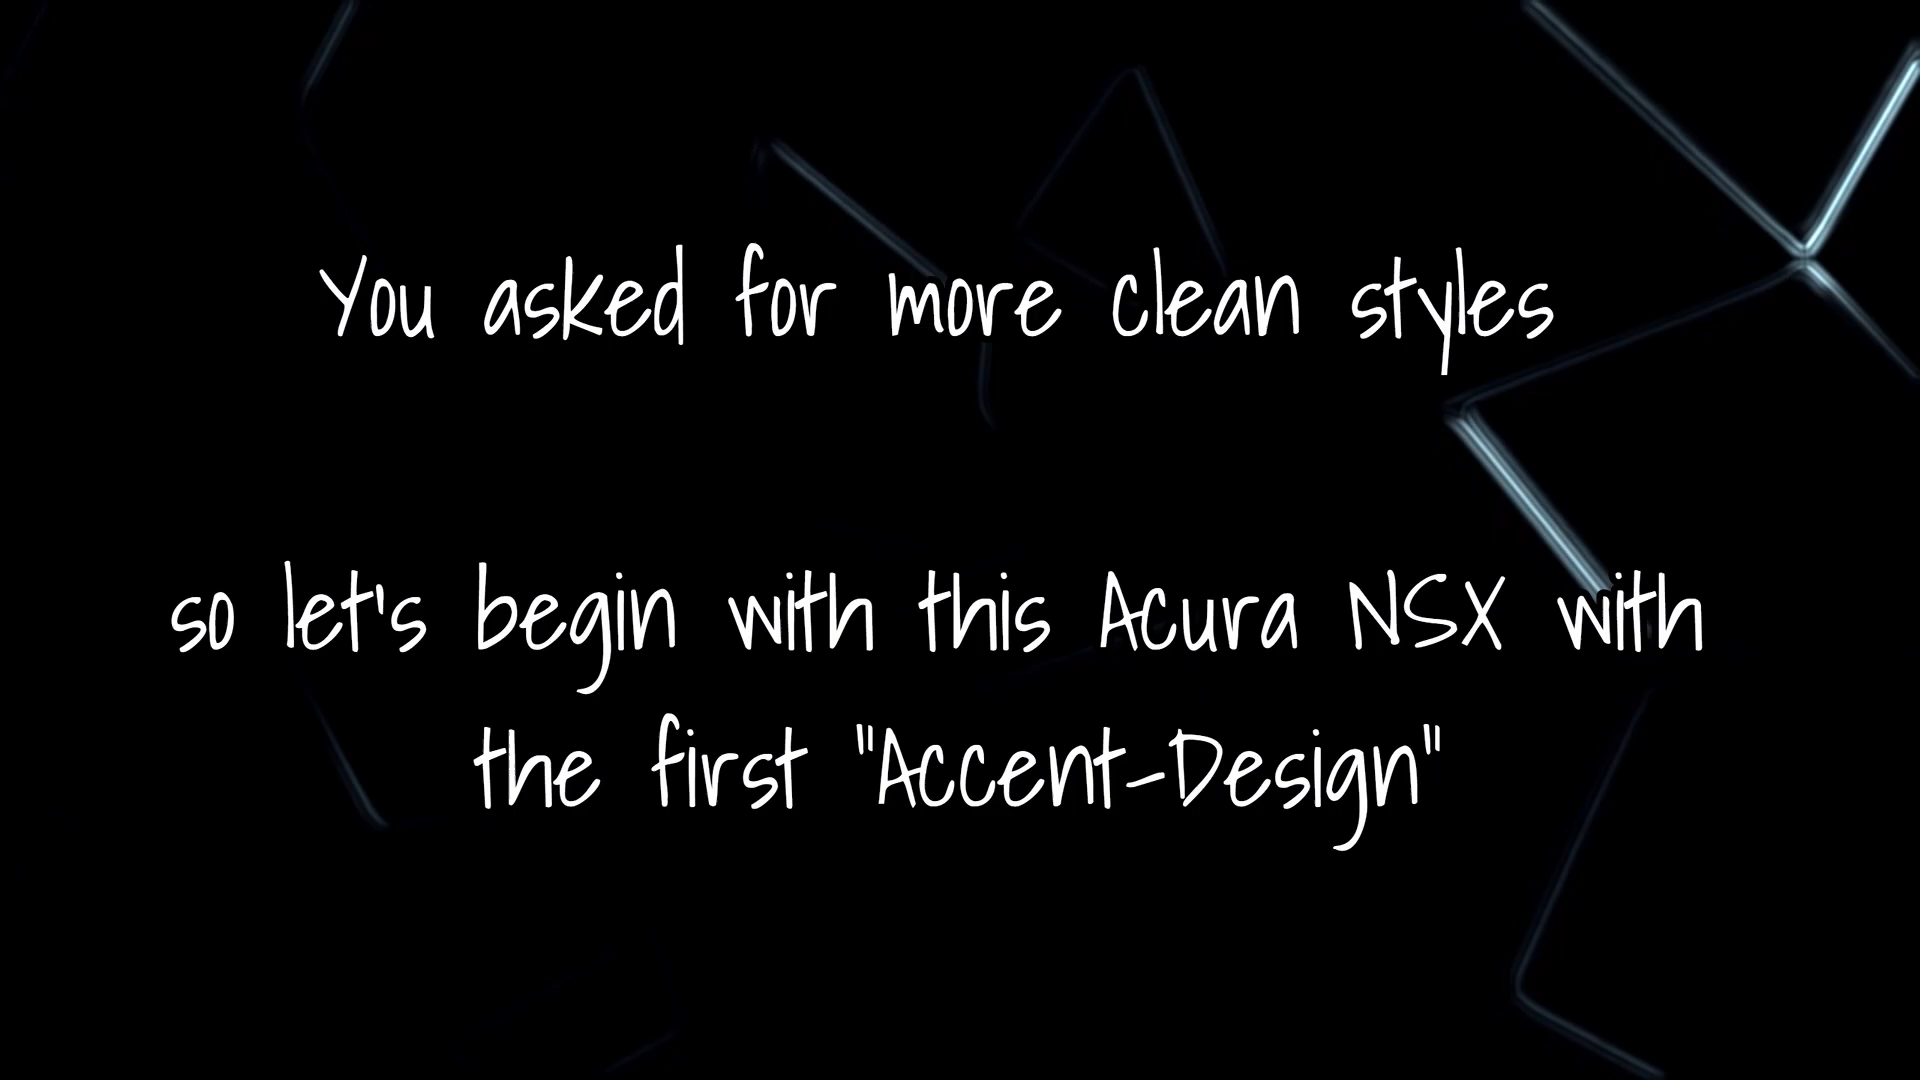 You asked for more clean styles
so let's begin with this Acura NSX with
the first "Accent-Design"